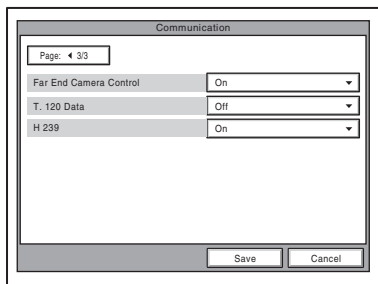 Communication
Page: ◀ 3/3
Far End Camera Control On
T. 120 Data Off
H 239 On
Save Cancel